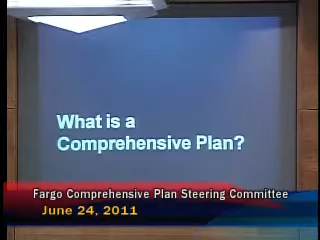 What is a
Comprehensive Plan?
Fargo Comprehensive Plan Steering Committee
June 24, 2011